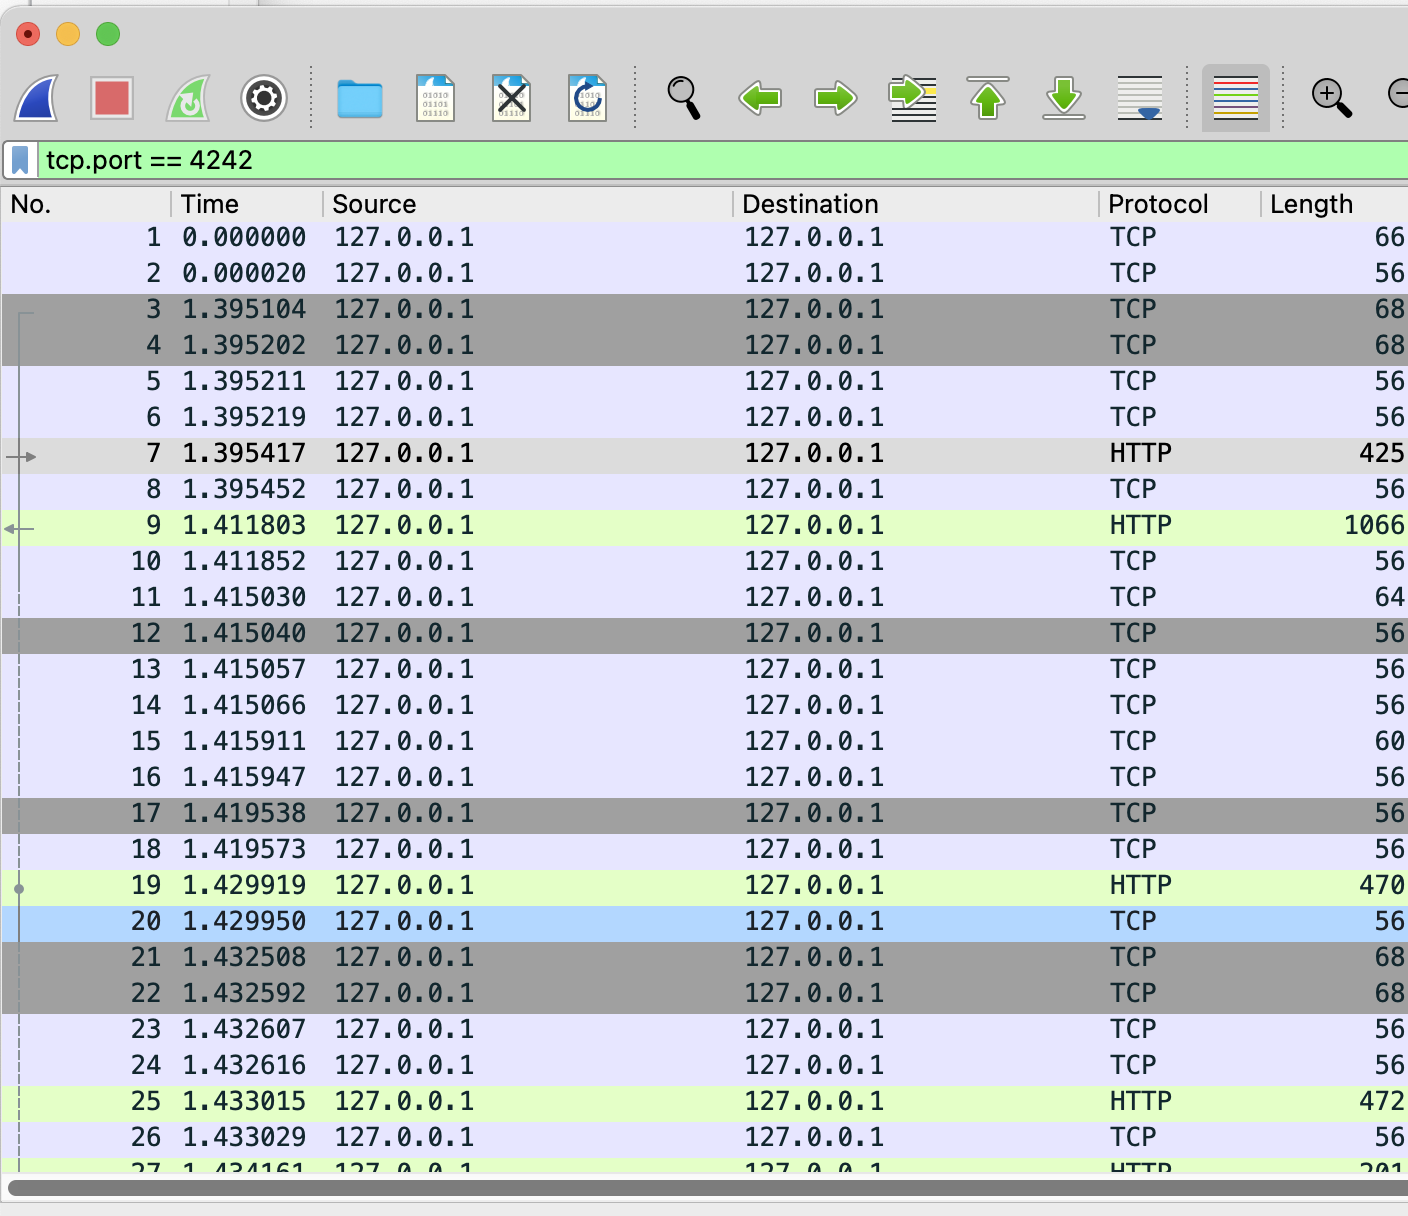 tcp.port == 4242
No. Time Source Destination Protocol Length
1 0.000000 127.0.0.1 127.0.0.1 TCP 66
2 0.000020 127.0.0.1 127.0.0.1 TCP 56
3 1.395104 127.0.0.1 127.0.0.1 TCP 68
4 1.395202 127.0.0.1 127.0.0.1 TCP 68
5 1.395211 127.0.0.1 127.0.0.1 TCP 56
6 1.395219 127.0.0.1 127.0.0.1 TCP 56
7 1.395417 127.0.0.1 127.0.0.1 HTTP 425
8 1.395452 127.0.0.1 127.0.0.1 TCP 56
9 1.411803 127.0.0.1 127.0.0.1 HTTP 1066
10 1.411852 127.0.0.1 127.0.0.1 TCP 56
11 1.415030 127.0.0.1 127.0.0.1 TCP 64
12 1.415040 127.0.0.1 127.0.0.1 TCP 56
13 1.415057 127.0.0.1 127.0.0.1 TCP 56
14 1.415066 127.0.0.1 127.0.0.1 TCP 56
15 1.415911 127.0.0.1 127.0.0.1 TCP 60
16 1.415947 127.0.0.1 127.0.0.1 TCP 56
17 1.419538 127.0.0.1 127.0.0.1 TCP 56
18 1.419573 127.0.0.1 127.0.0.1 TCP 56
19 1.429919 127.0.0.1 127.0.0.1 HTTP 470
20 1.429950 127.0.0.1 127.0.0.1 TCP 56
21 1.432508 127.0.0.1 127.0.0.1 TCP 68
22 1.432592 127.0.0.1 127.0.0.1 TCP 68
23 1.432607 127.0.0.1 127.0.0.1 TCP 56
24 1.432616 127.0.0.1 127.0.0.1 TCP 56
25 1.433015 127.0.0.1 127.0.0.1 HTTP 472
26 1.433029 127.0.0.1 127.0.0.1 TCP 56
27 1.434161 127.0.0.1 127.0.0.1 HTTP 201